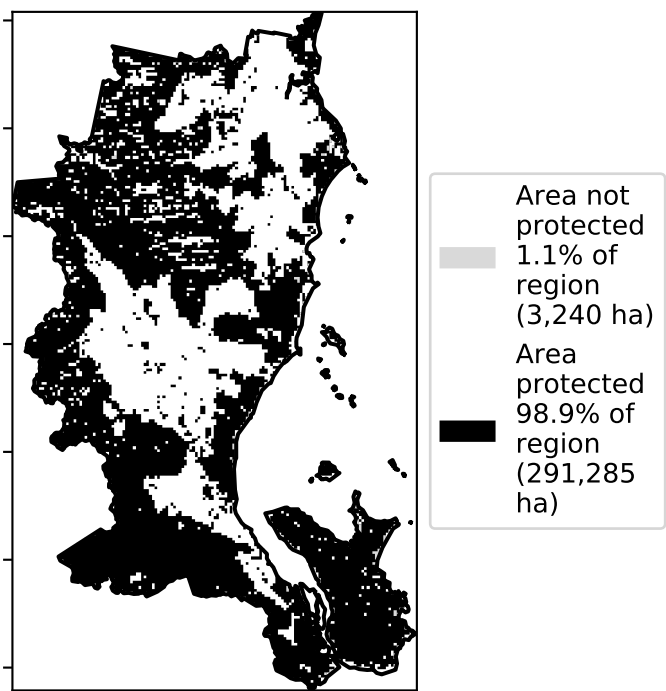 Area not
protected
1.1% of
region
(3,240 ha)
Area
protected
98.9% of
region
(291,285
ha)